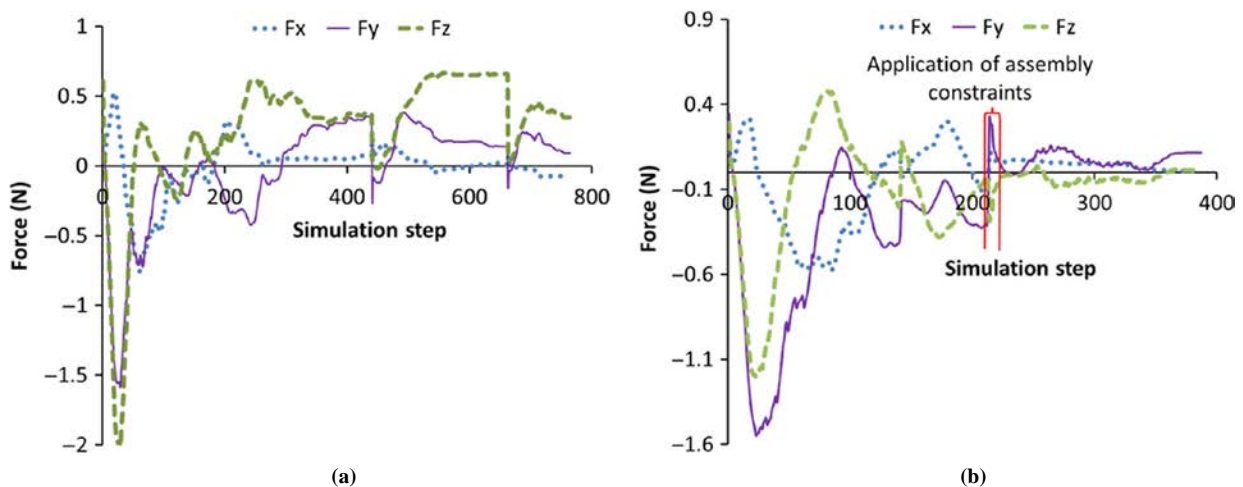 Fx Fy Fz
1
0.5
0
−0.5
−1
−1.5
−2
0 200 400 600 800
Force (N)
Simulation step
(a)
Fx Fy Fz
Application of assembly
constraints
0.9
0.4
−0.1
−0.6
−1.1
−1.6
0 100 200 300 400
Force (N)
Simulation step
(b)